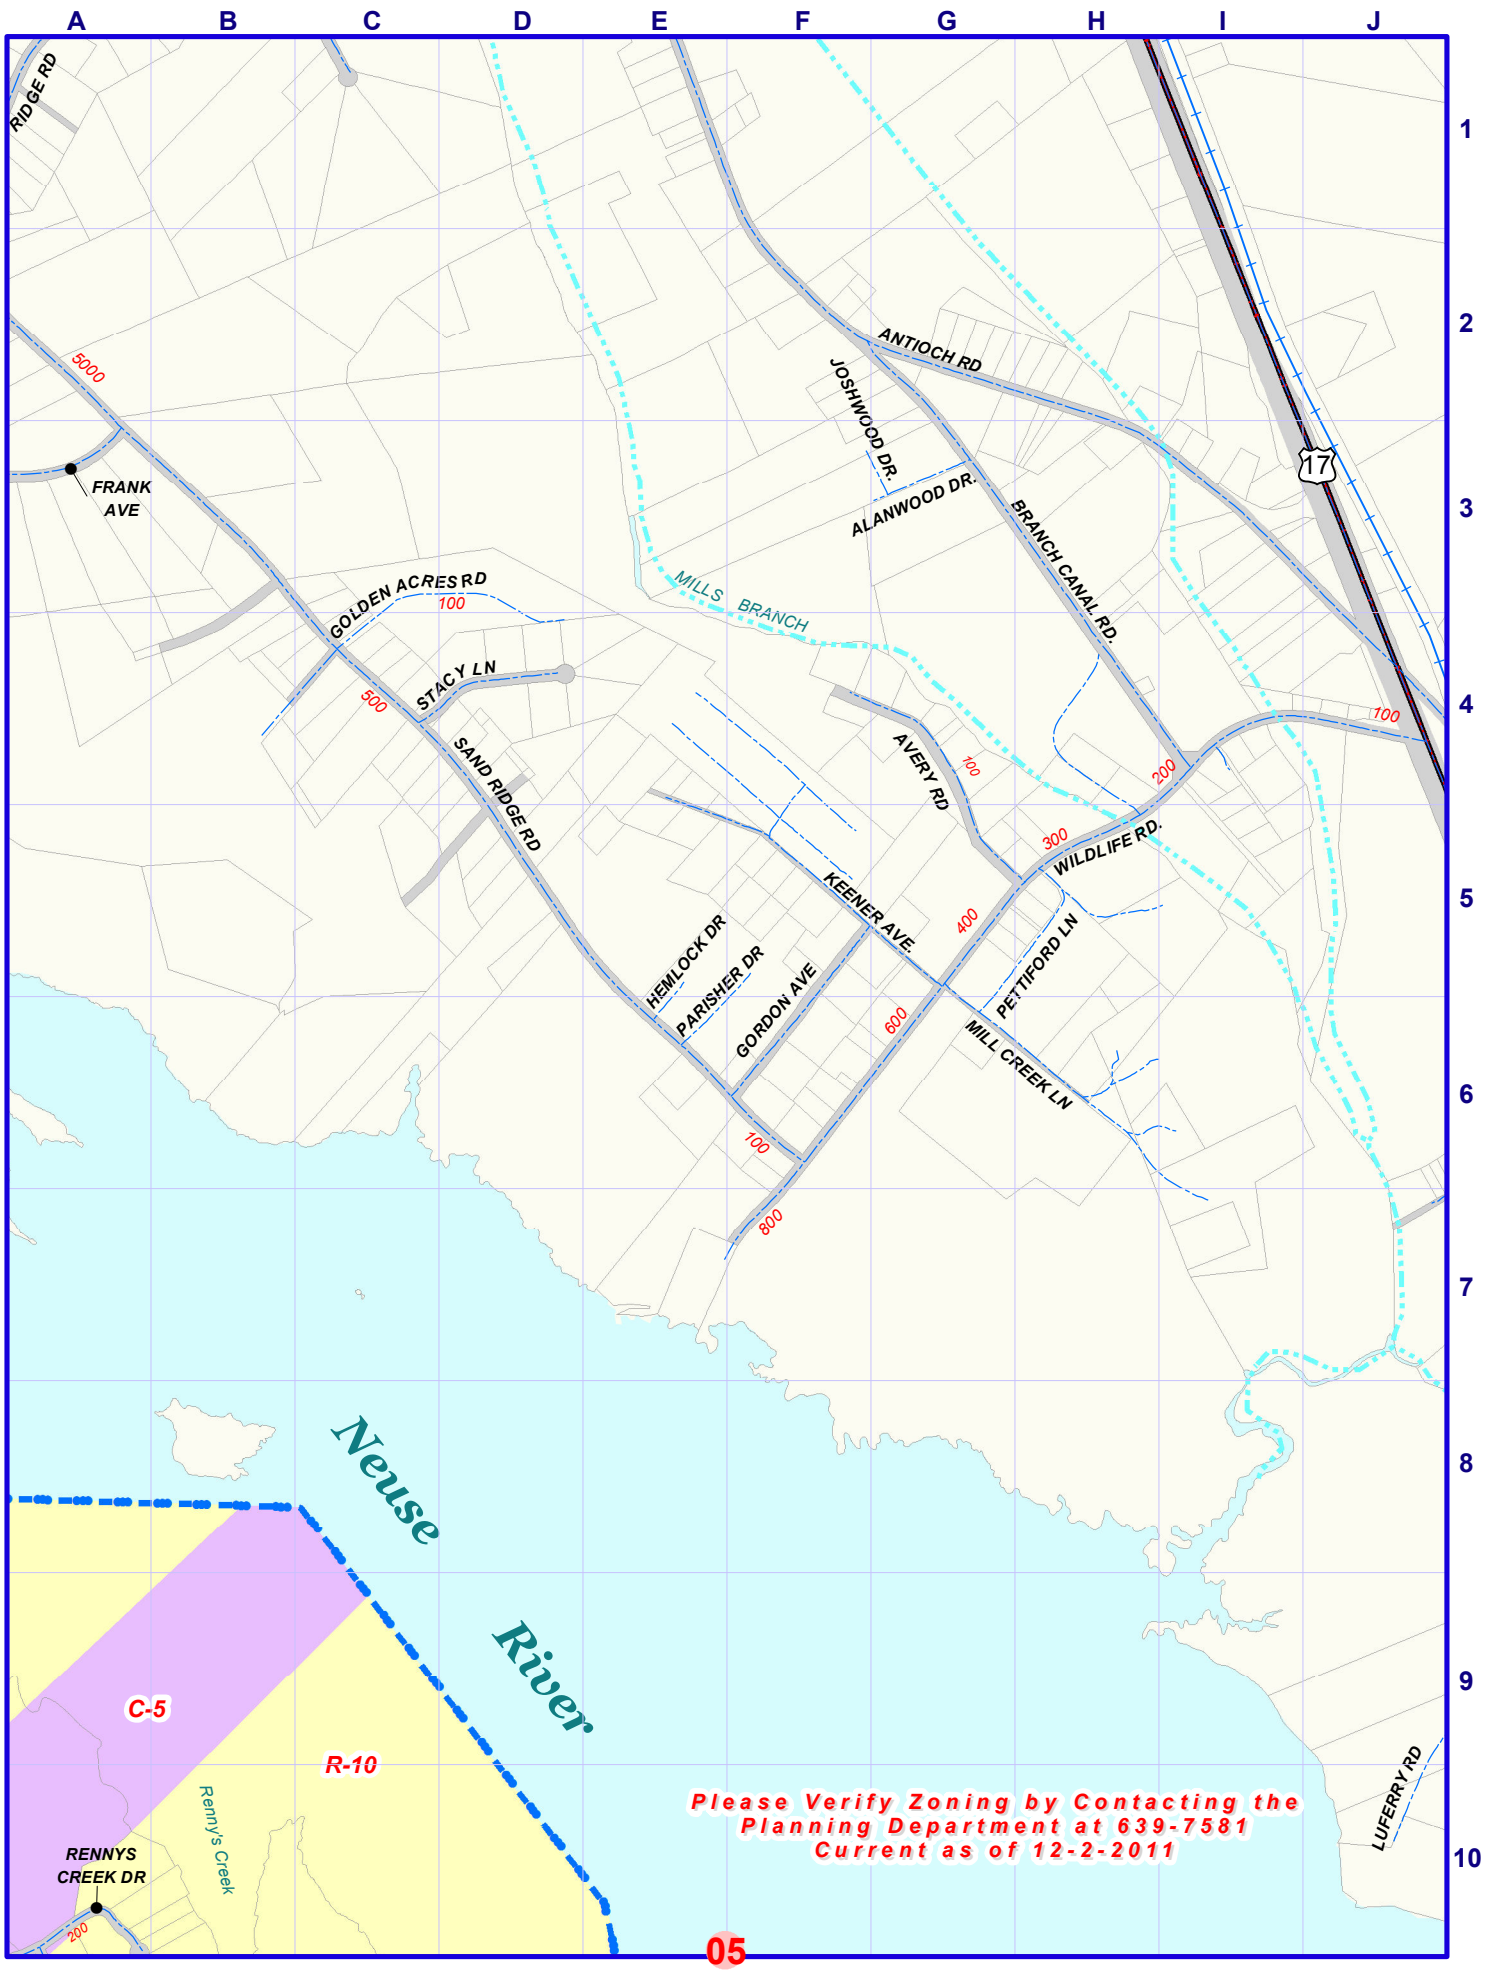 A B C D E F G H I J
RIDGE RD
1
2
ANTIOCH RD
5000
JOSHWOOD DR.
17
FRANK
AVE
ALANWOOD DR.
3
BRANCH CANAL RD.
MILLS BRANCH
GOLDEN ACRES RD
100
STACY LN
500
4
100
AVERY RD
100
200
SAND RIDGE RD
300
WILDLIFE RD.
KEENER AVE.
5
400
HEMLOCK DR
PARISHER DR
GORDON AVE
PETTIFORD LN
600
MILL CREEK LN
6
100
800
7
Neuse
8
River
9
C-5
R-10
LUFERRY RD
Renny's Creek
Please Verify Zoning by Contacting the
Planning Department at 639-7581
Current as of 12-2-2011
10
RENNYS
CREEK DR
200
05